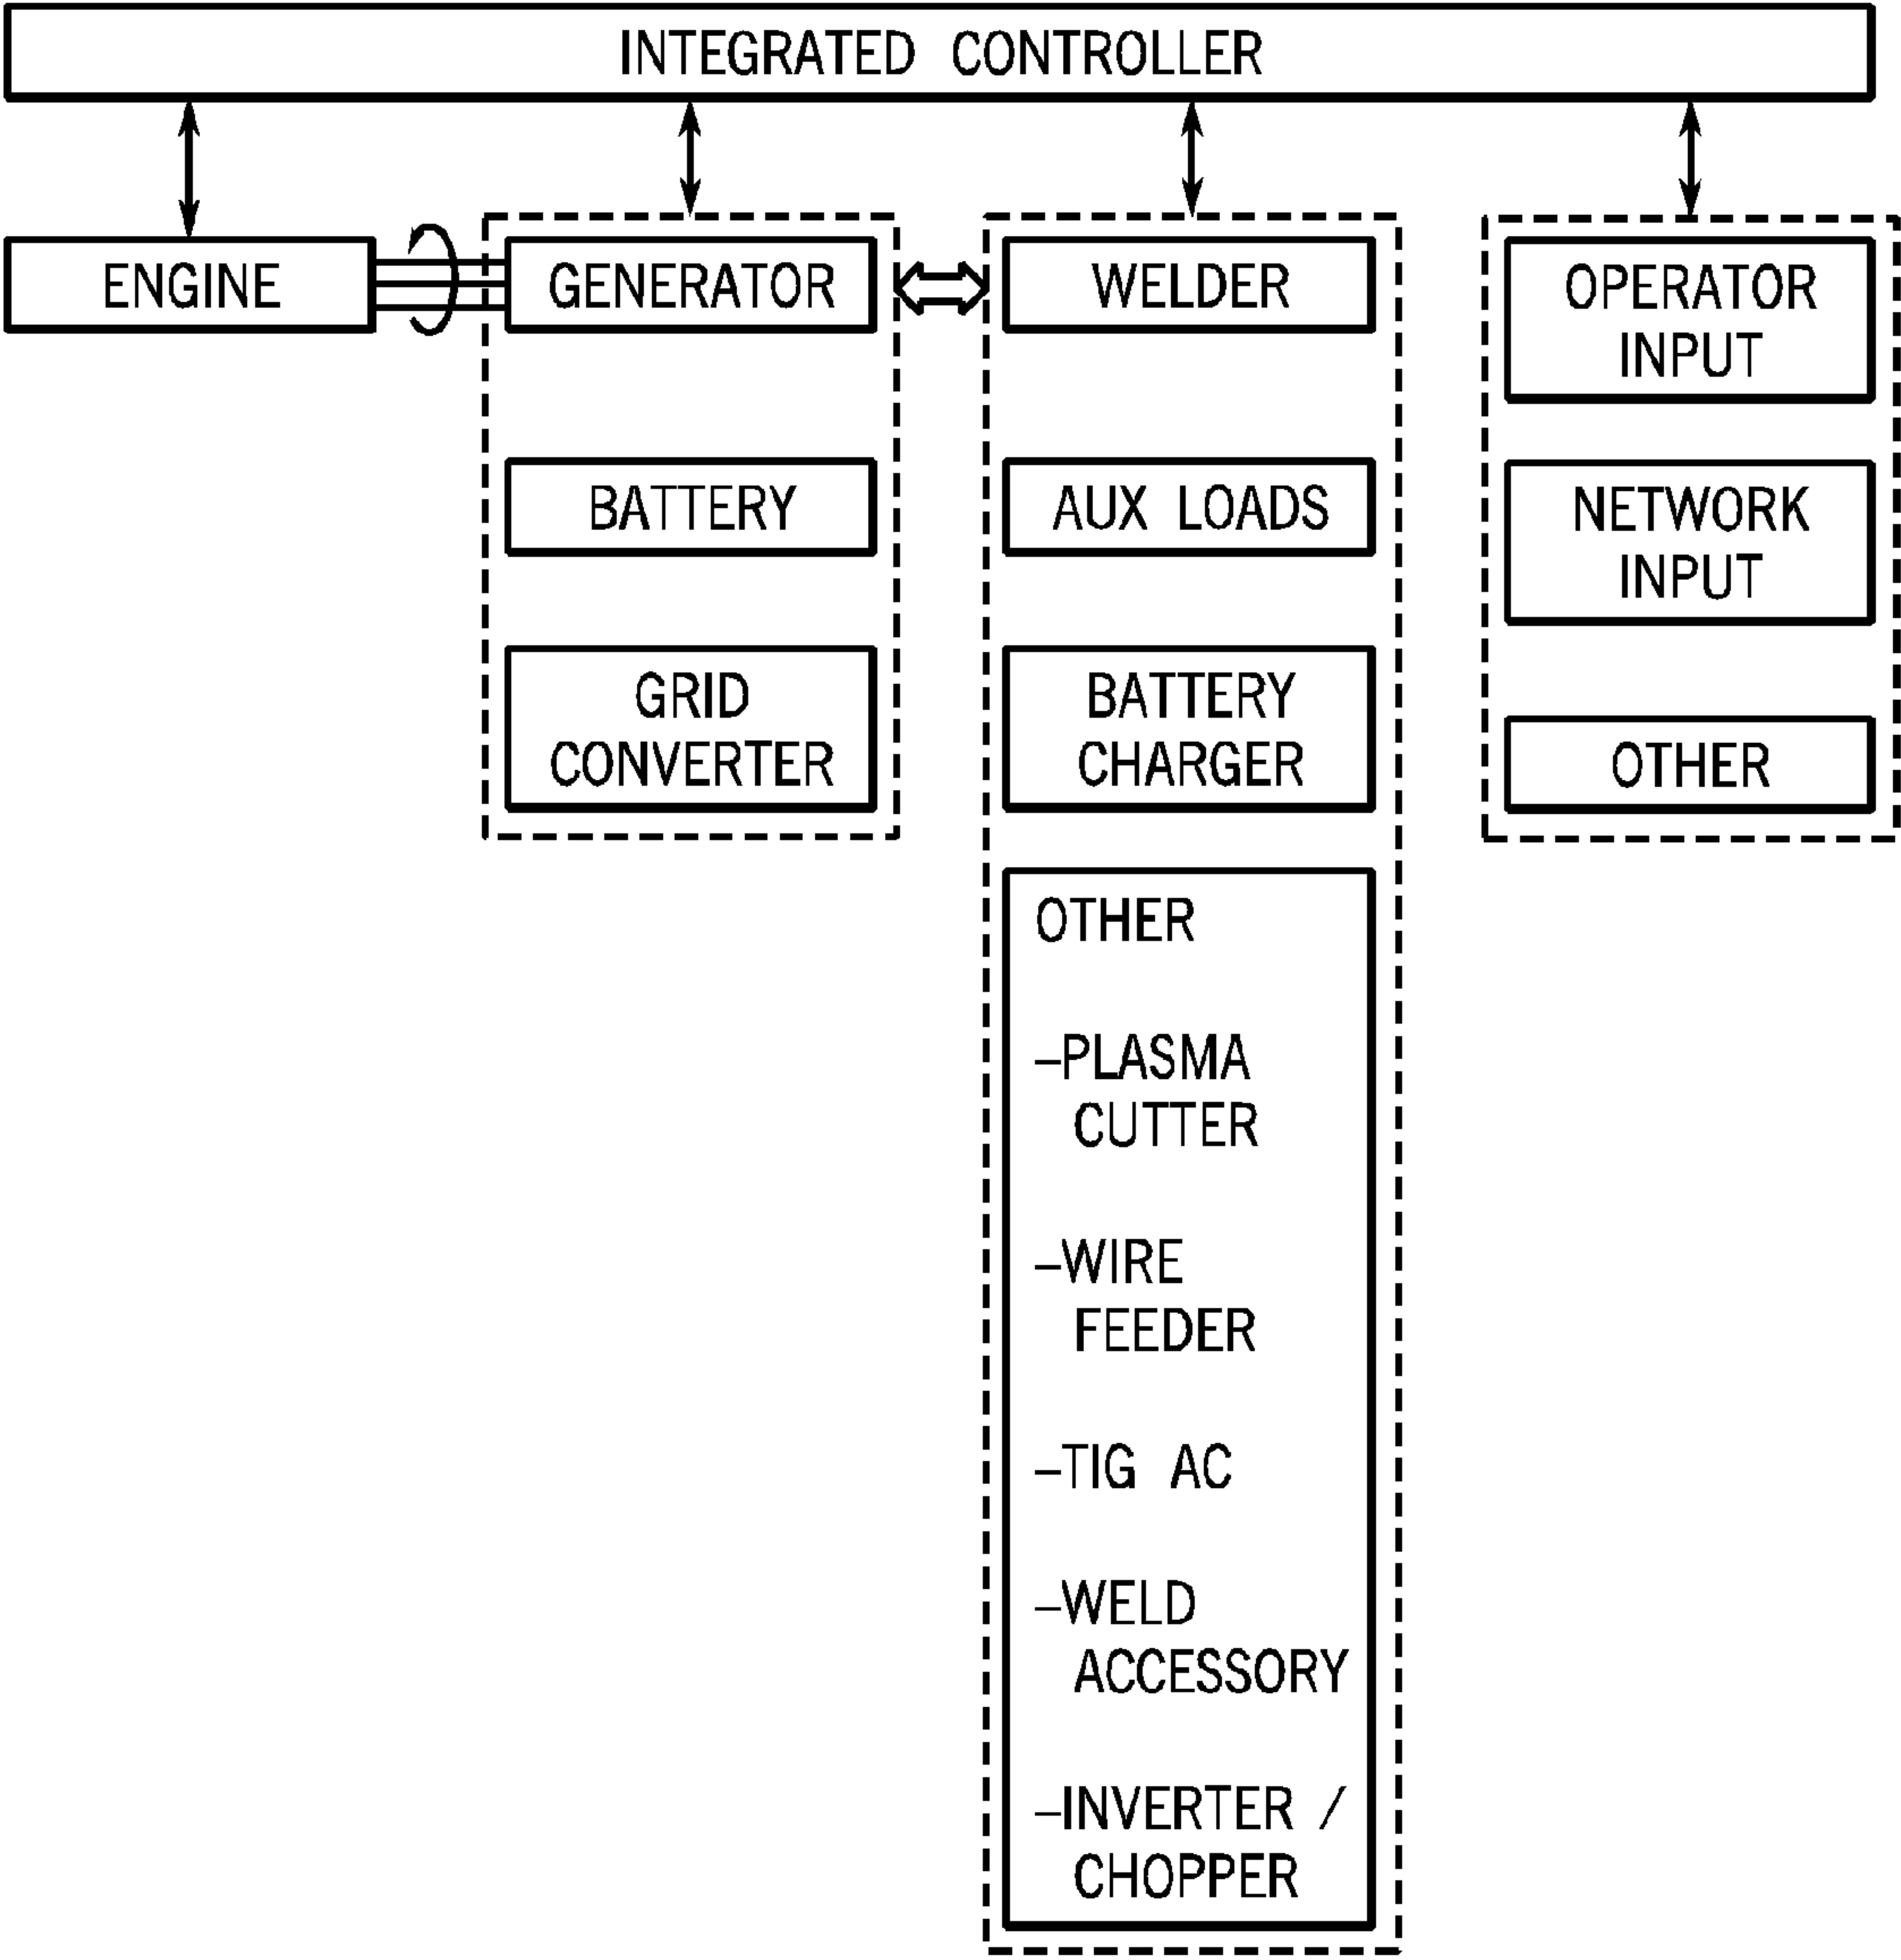 INTEGRATED CONTROLLER
ENGINE
GENERATOR
BATTERY
GRID
CONVERTER
WELDER
AUX LOADS
BATTERY
CHARGER
OTHER
–PLASMA
CUTTER
–WIRE
FEEDER
–TIG AC
–WELD
ACCESSORY
–INVERTER /
CHOPPER
OPERATOR
INPUT
NETWORK
INPUT
OTHER